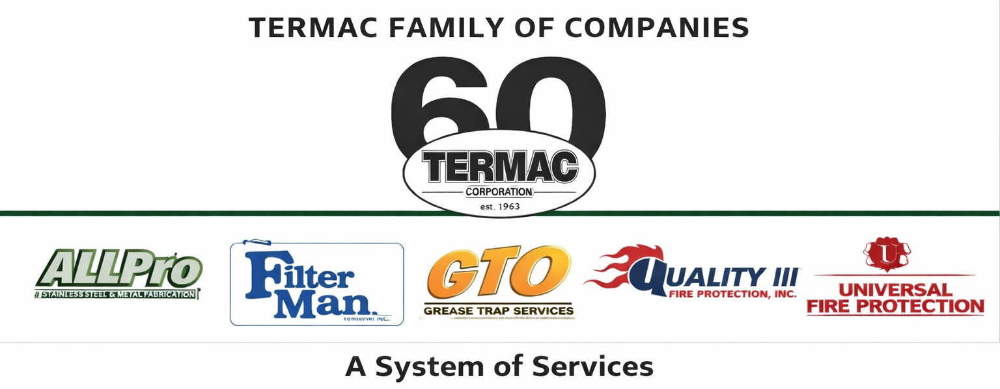 TERMAC FAMILY OF COMPANIES
60
TERMAC
CORPORATION
est. 1963
ALLPro
STAINLESS STEEL & METAL FABRICATION
Filter
Man.
INC.
GTO
GREASE TRAP SERVICES
QUALITY III
FIRE PROTECTION, INC.
U
UNIVERSAL
FIRE PROTECTION
A System of Services